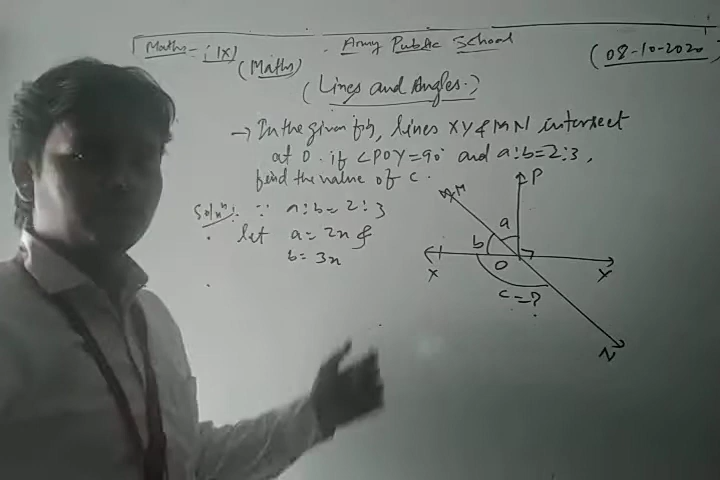 Maths - IX
Army Public School
(08-10-2020)
(Maths)
(Lines and Angles.)
→ In the given fig, lines XY & MN intersect
at O. if ∠POY = 90° and a:b = 2:3,
find the value of c.
Solnⁿ: ∵ a:b = 2:3
let a = 2x &
b = 3x
M
P
a
b
X
O
Y
c = ?
N